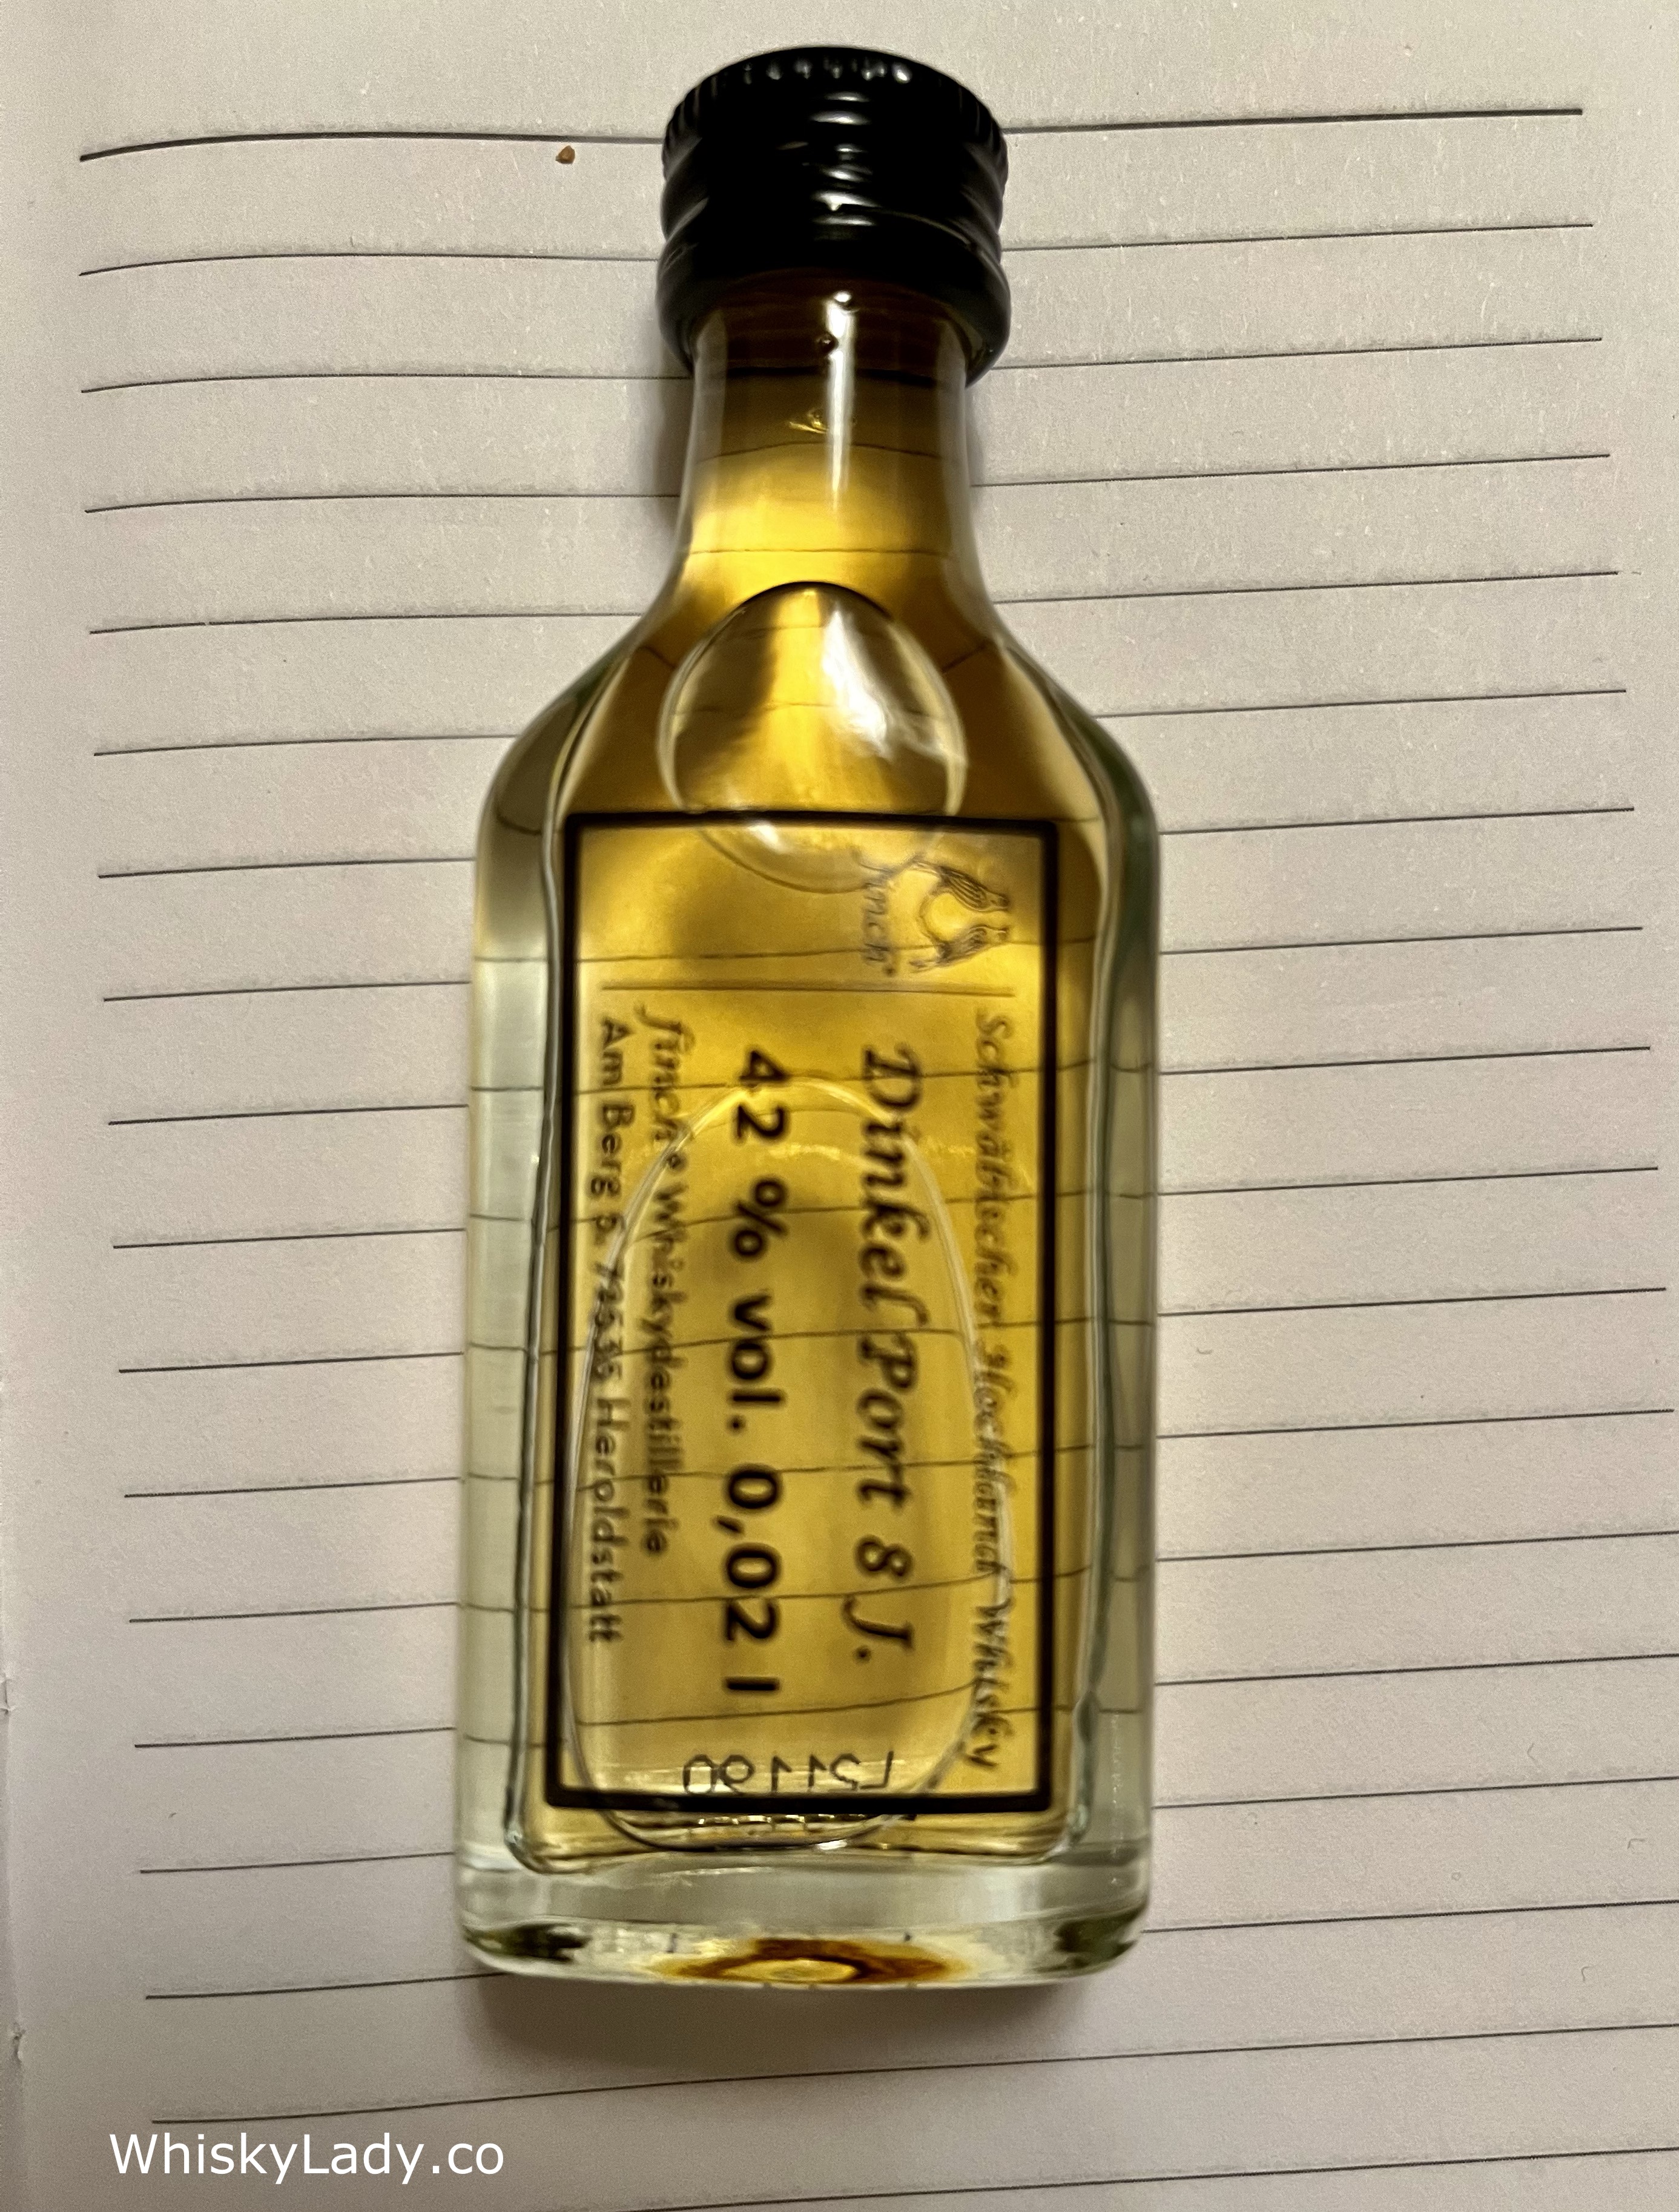 finch®
Schwäbischer Hochland Whisky
Dinkel Port 8 J.
42 % vol. 0,02 l
finch® Whiskydestillerie
Am Berg 5, 72535 Heroldstatt
L21190
WhiskyLady.co